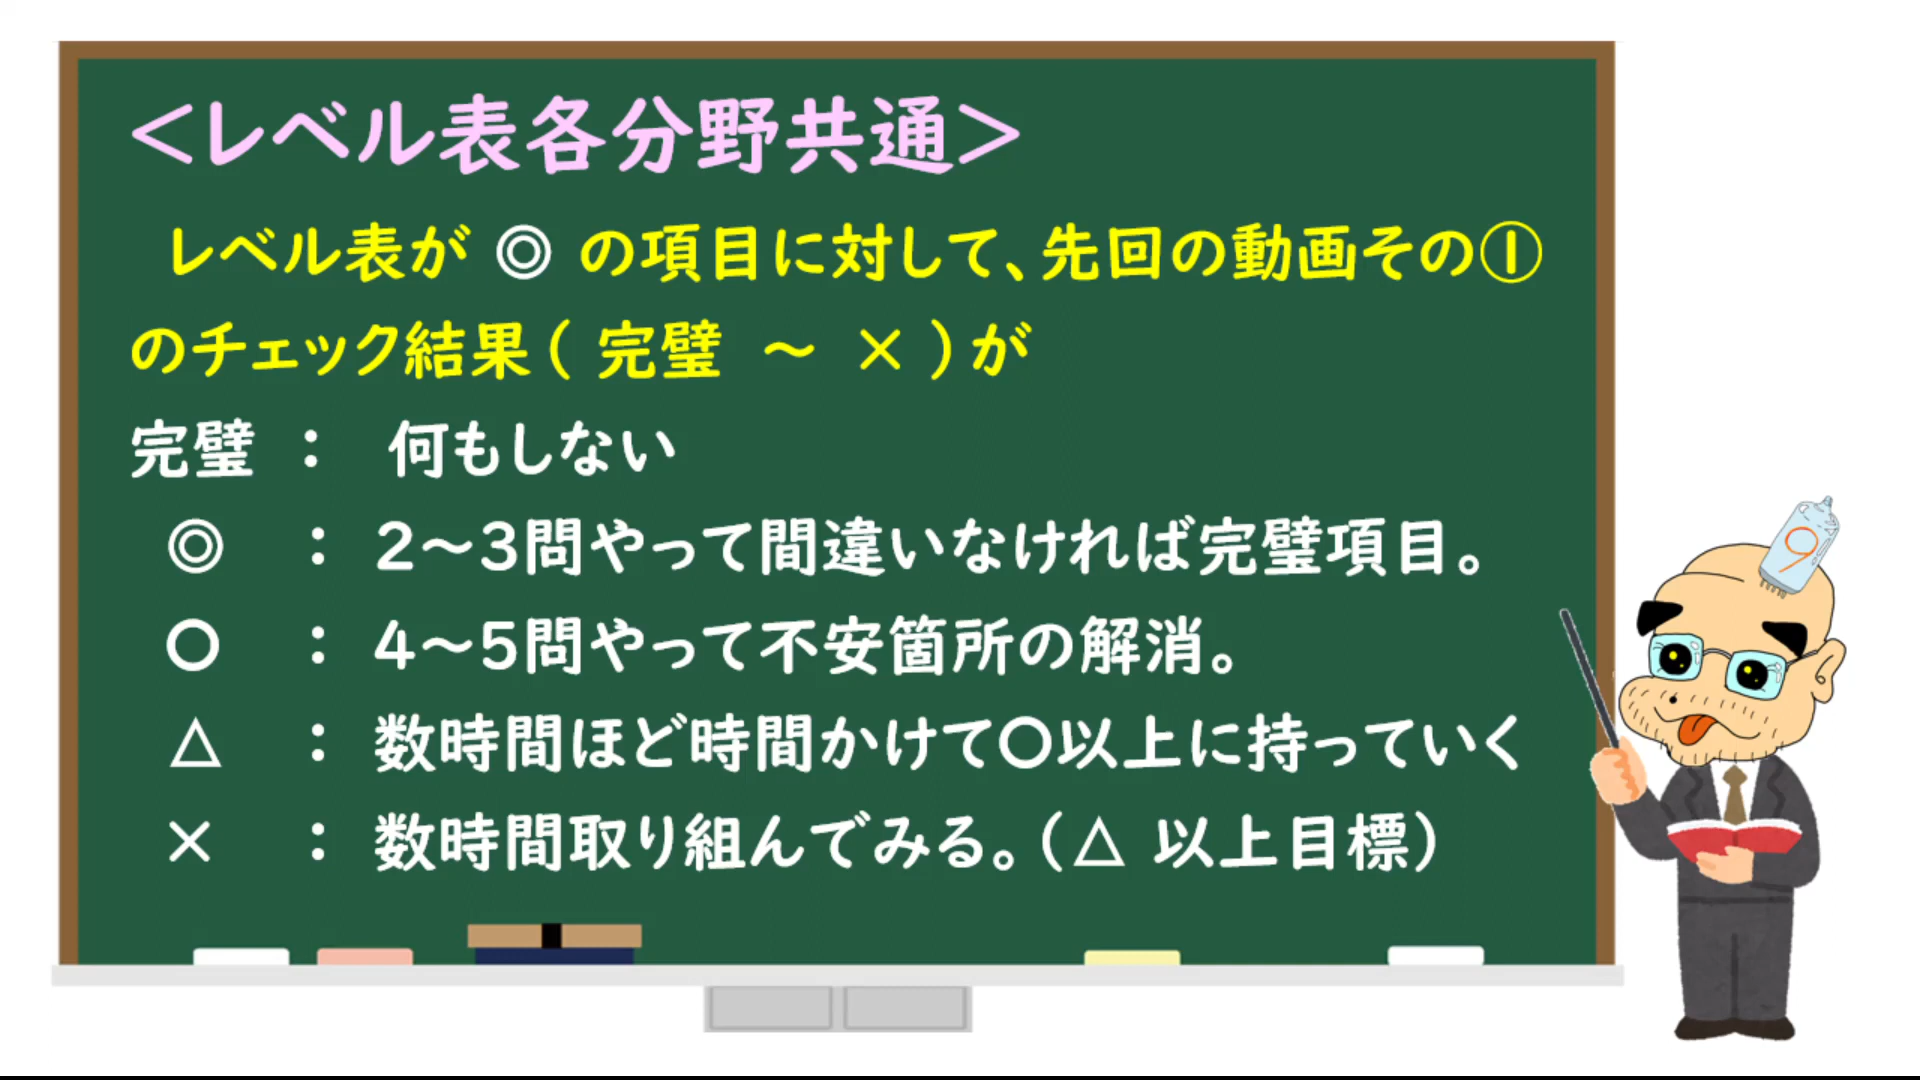 ＜レベル表各分野共通＞
レベル表が ◎ の項目に対して、先回の動画その①
のチェック結果（ 完璧 ～ × ）が
完璧 ： 何もしない
◎ ： 2～3問やって間違いなければ完璧項目。
〇 ： 4～5問やって不安箇所の解消。
△ ： 数時間ほど時間かけて〇以上に持っていく
× ： 数時間取り組んでみる。（△ 以上目標）
9